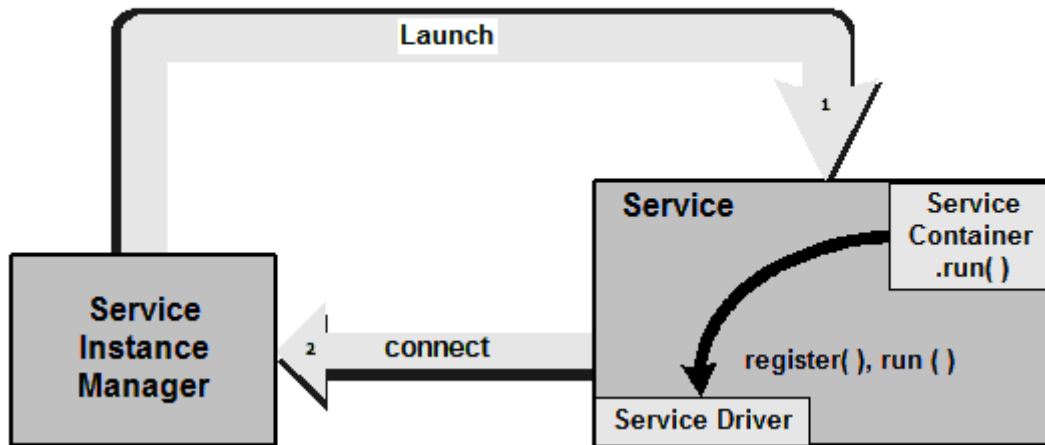 Launch
1
Service
Service
Container
.run( )
Service
Instance
Manager
2
connect
register( ), run ( )
Service Driver